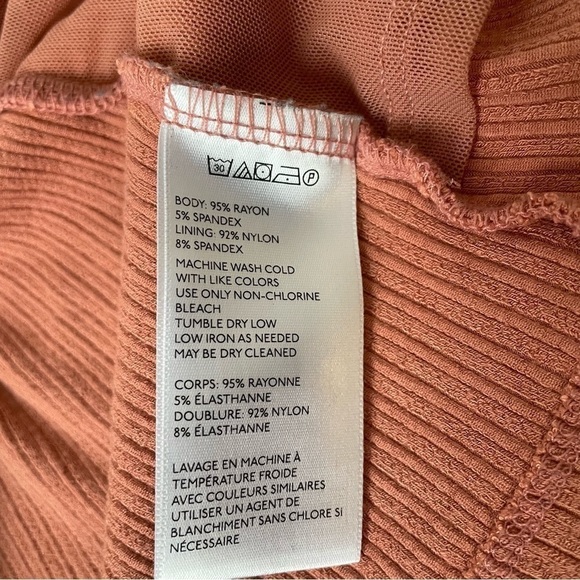 30 P
BODY: 95% RAYON
5% SPANDEX
LINING: 92% NYLON
8% SPANDEX
MACHINE WASH COLD
WITH LIKE COLORS
USE ONLY NON-CHLORINE
BLEACH
TUMBLE DRY LOW
LOW IRON AS NEEDED
MAY BE DRY CLEANED
CORPS: 95% RAYONNE
5% ÉLASTHANNE
DOUBLURE: 92% NYLON
8% ÉLASTHANNE
LAVAGE EN MACHINE À
TEMPÉRATURE FROIDE
AVEC COULEURS SIMILAIRES
UTILISER UN AGENT DE
BLANCHIMENT SANS CHLORE SI
NÉCESSAIRE